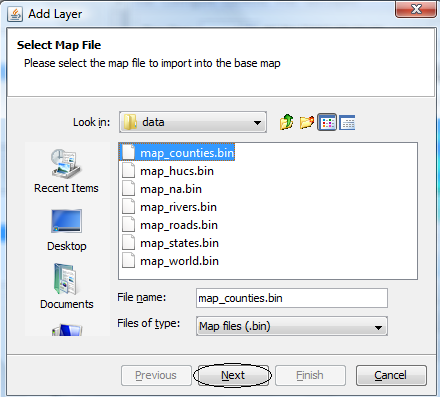 Add Layer
Select Map File
Please select the map file to import into the base map
Look in: data
map_counties.bin
map_hucs.bin
map_na.bin
map_rivers.bin
map_roads.bin
map_states.bin
map_world.bin
Recent Items
Desktop
Documents
File name: map_counties.bin
Files of type: Map files (.bin)
Previous Next Finish Cancel